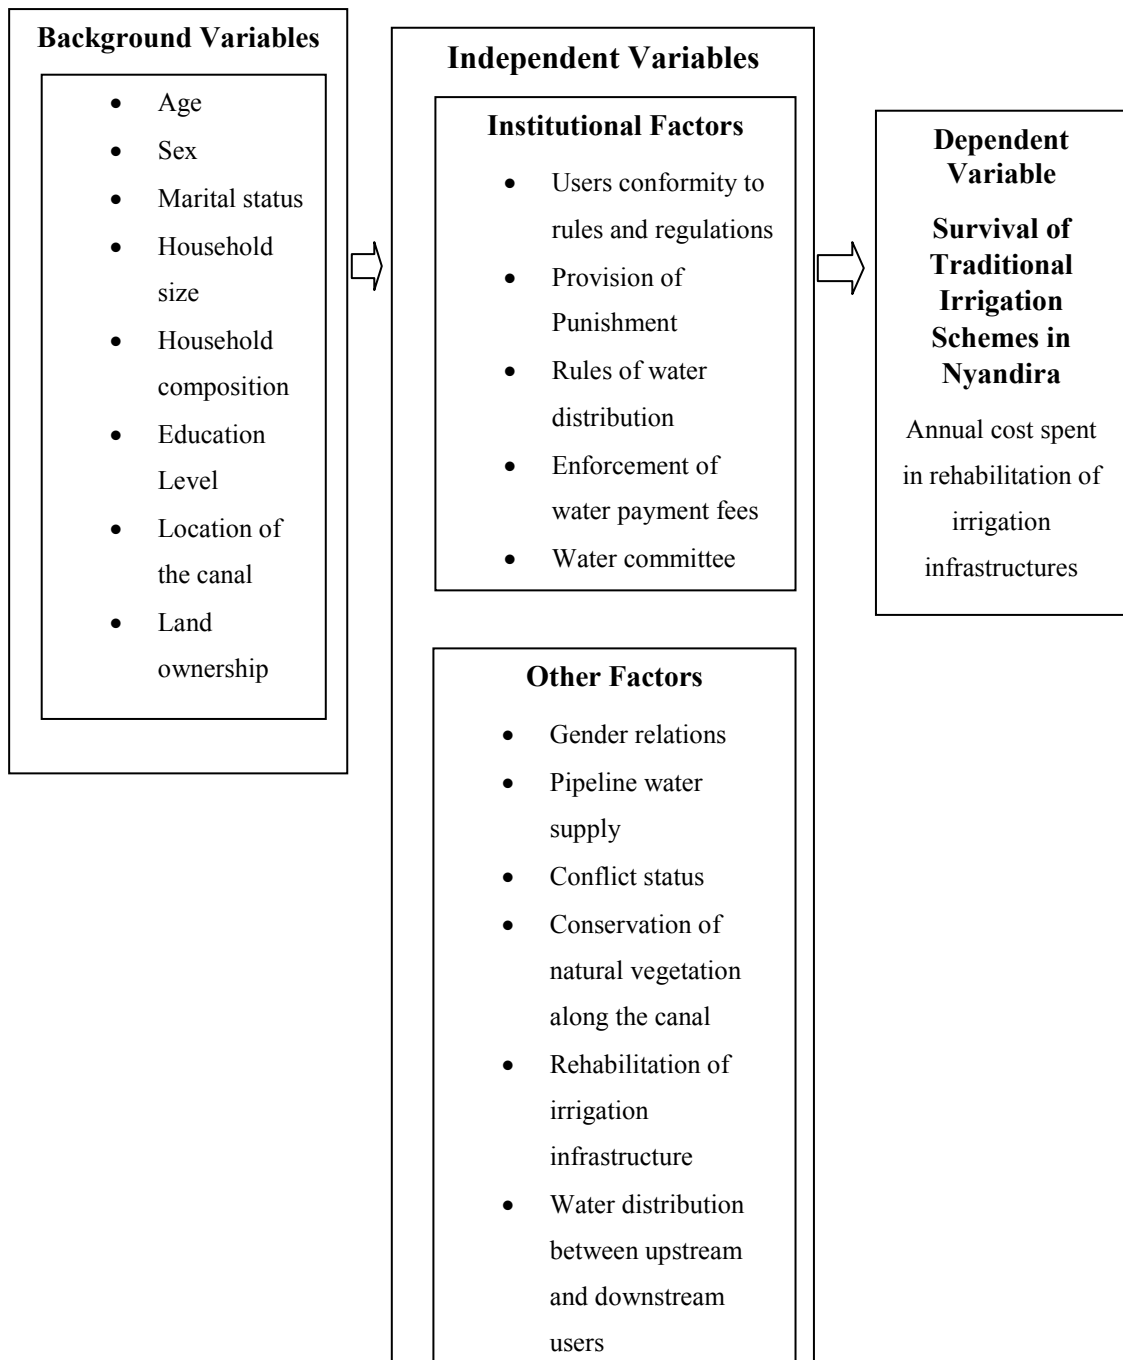 Background Variables
• Age
• Sex
• Marital status
• Household
size
• Household
composition
• Education
Level
• Location of
the canal
• Land
ownership
Independent Variables
Institutional Factors
• Users conformity to
rules and regulations
• Provision of
Punishment
• Rules of water
distribution
• Enforcement of
water payment fees
• Water committee
Other Factors
• Gender relations
• Pipeline water
supply
• Conflict status
• Conservation of
natural vegetation
along the canal
• Rehabilitation of
irrigation
infrastructure
• Water distribution
between upstream
and downstream
users
Dependent
Variable
Survival of
Traditional
Irrigation
Schemes in
Nyandira
Annual cost spent
in rehabilitation of
irrigation
infrastructures